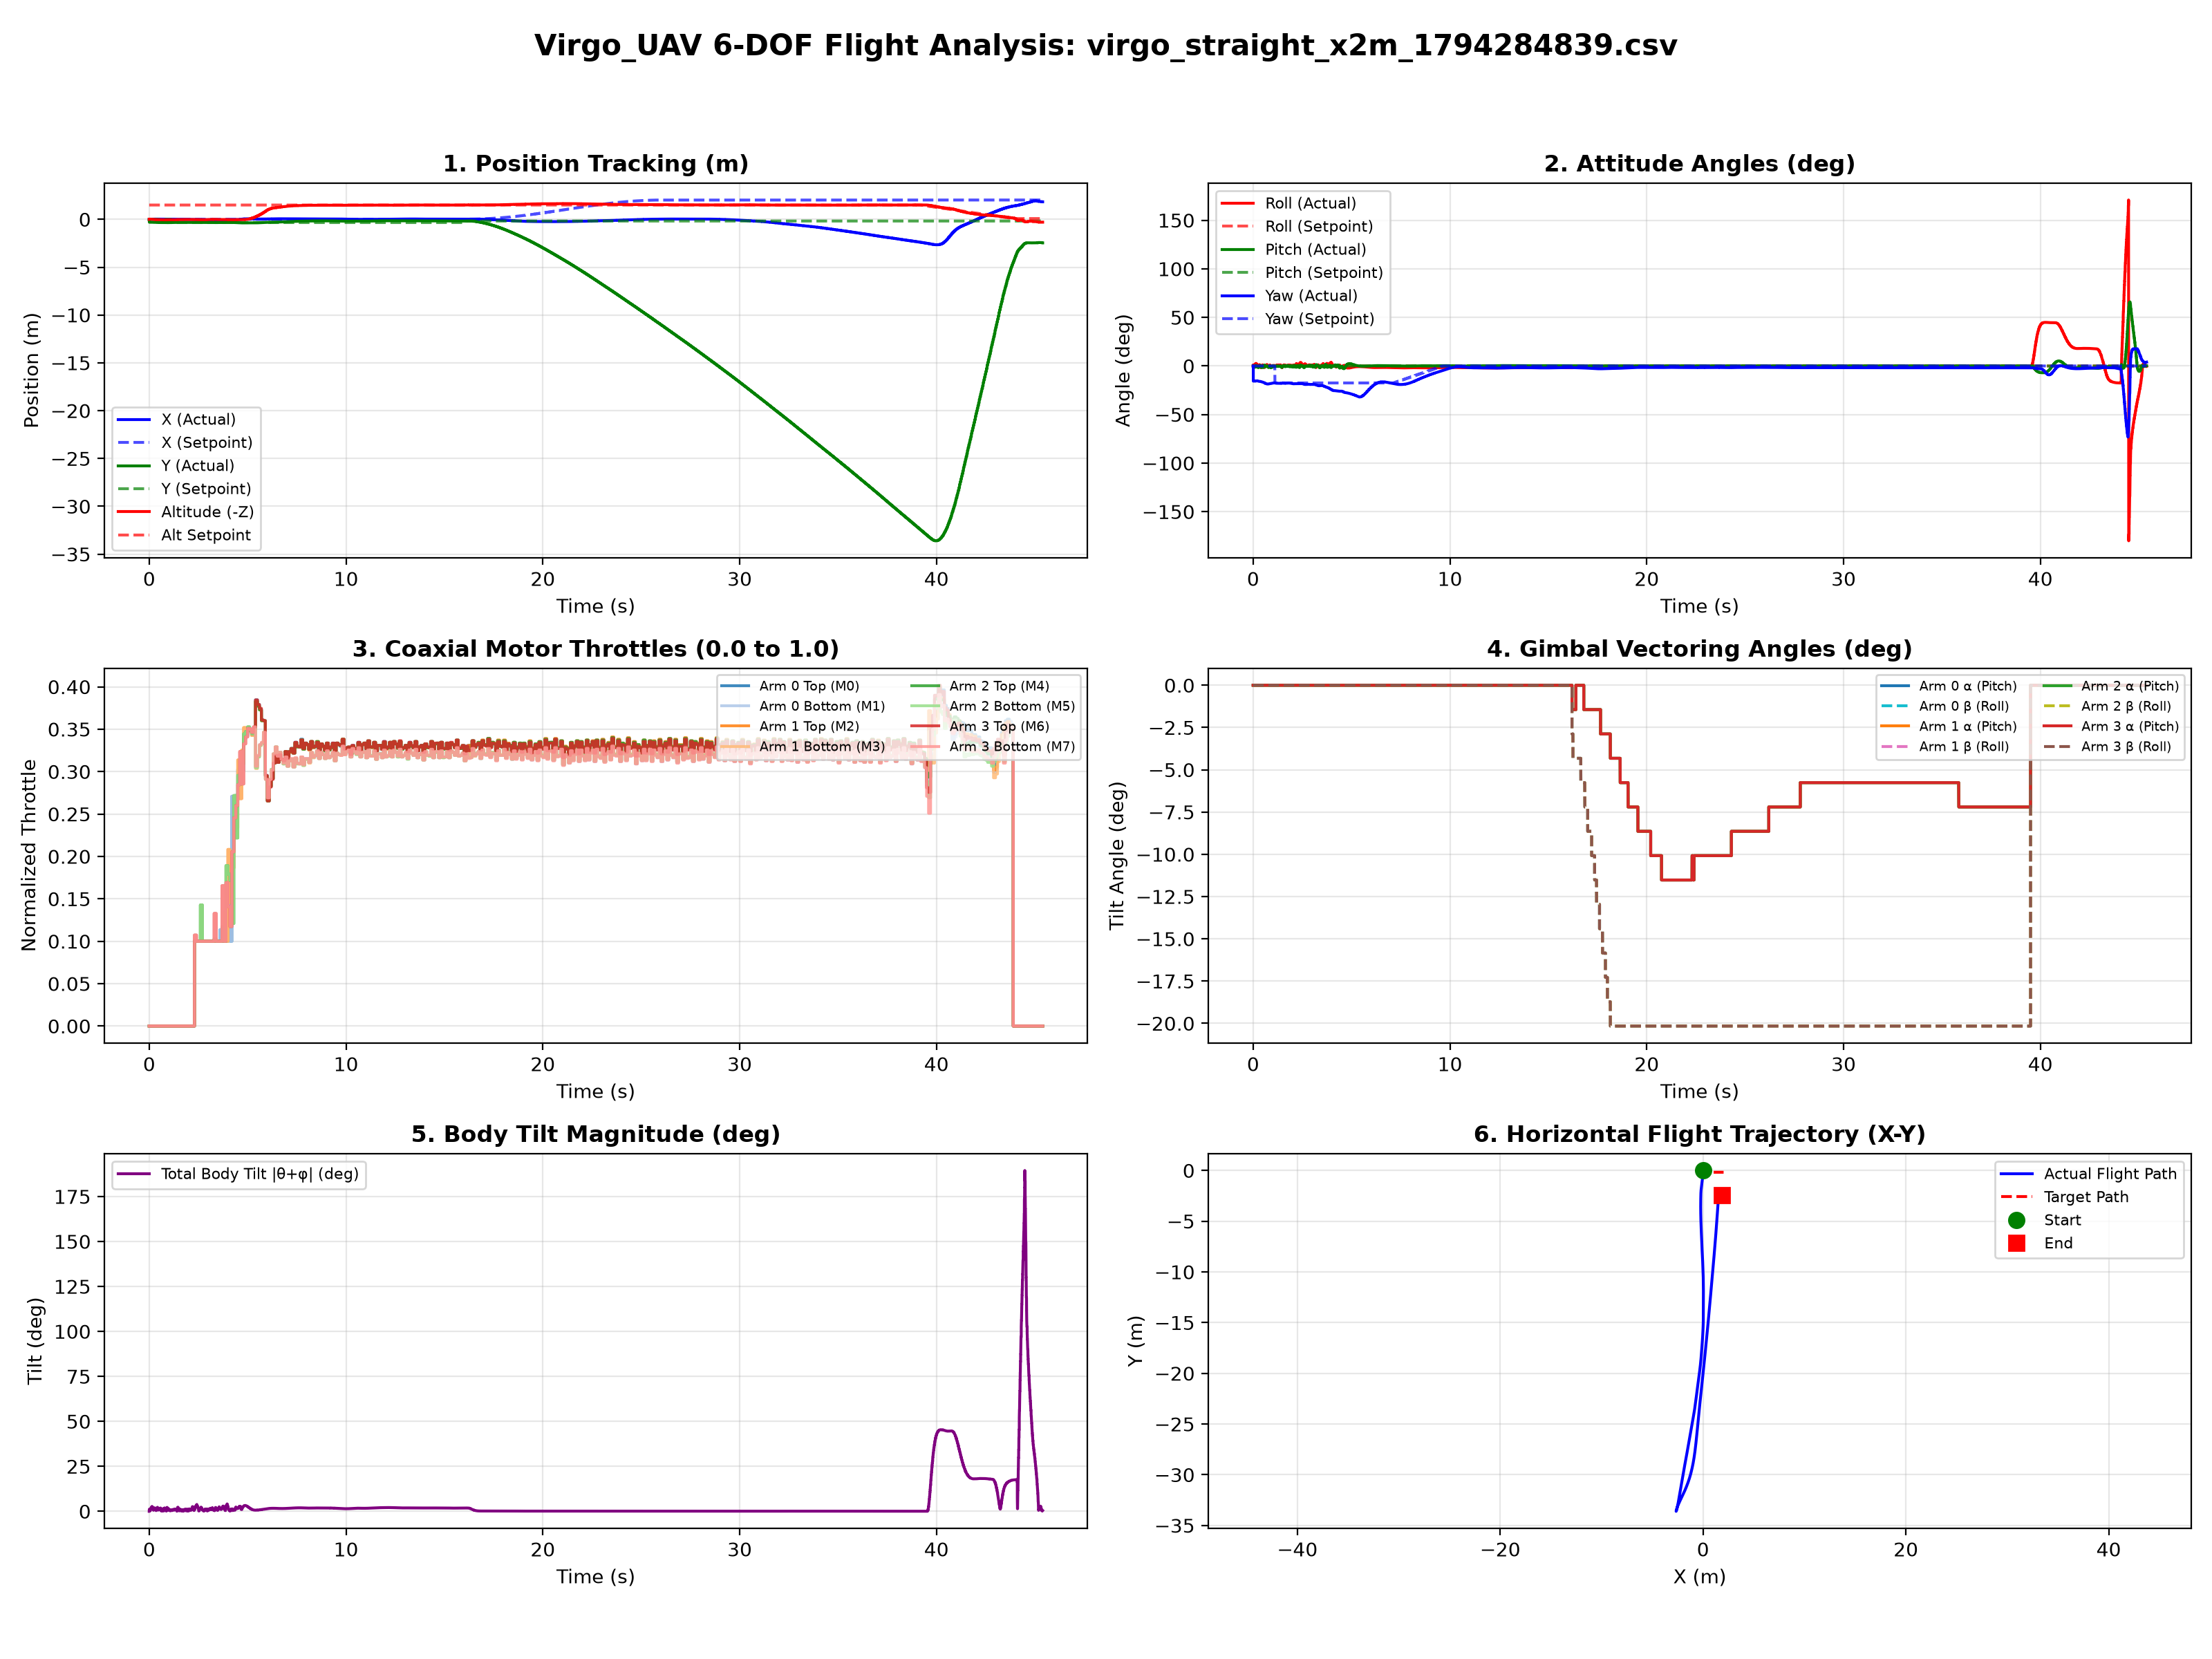 Virgo_UAV 6-DOF Flight Analysis: virgo_straight_x2m_1794284839.csv
1. Position Tracking (m)
Position (m)
0
−5
−10
−15
−20
−25
−30
−35
X (Actual)
X (Setpoint)
Y (Actual)
Y (Setpoint)
Altitude (-Z)
Alt Setpoint
0 10 20 30 40
Time (s)
2. Attitude Angles (deg)
Angle (deg)
150
100
50
0
−50
−100
−150
Roll (Actual)
Roll (Setpoint)
Pitch (Actual)
Pitch (Setpoint)
Yaw (Actual)
Yaw (Setpoint)
0 10 20 30 40
Time (s)
3. Coaxial Motor Throttles (0.0 to 1.0)
Normalized Throttle
0.40
0.35
0.30
0.25
0.20
0.15
0.10
0.05
0.00
Arm 0 Top (M0)
Arm 0 Bottom (M1)
Arm 1 Top (M2)
Arm 1 Bottom (M3)
Arm 2 Top (M4)
Arm 2 Bottom (M5)
Arm 3 Top (M6)
Arm 3 Bottom (M7)
0 10 20 30 40
Time (s)
4. Gimbal Vectoring Angles (deg)
Tilt Angle (deg)
0.0
−2.5
−5.0
−7.5
−10.0
−12.5
−15.0
−17.5
−20.0
Arm 0 α (Pitch)
Arm 0 β (Roll)
Arm 1 α (Pitch)
Arm 1 β (Roll)
Arm 2 α (Pitch)
Arm 2 β (Roll)
Arm 3 α (Pitch)
Arm 3 β (Roll)
0 10 20 30 40
Time (s)
5. Body Tilt Magnitude (deg)
Tilt (deg)
175
150
125
100
75
50
25
0
Total Body Tilt |θ+φ| (deg)
0 10 20 30 40
Time (s)
6. Horizontal Flight Trajectory (X-Y)
Y (m)
0
−5
−10
−15
−20
−25
−30
−35
Actual Flight Path
Target Path
Start
End
−40 −20 0 20 40
X (m)